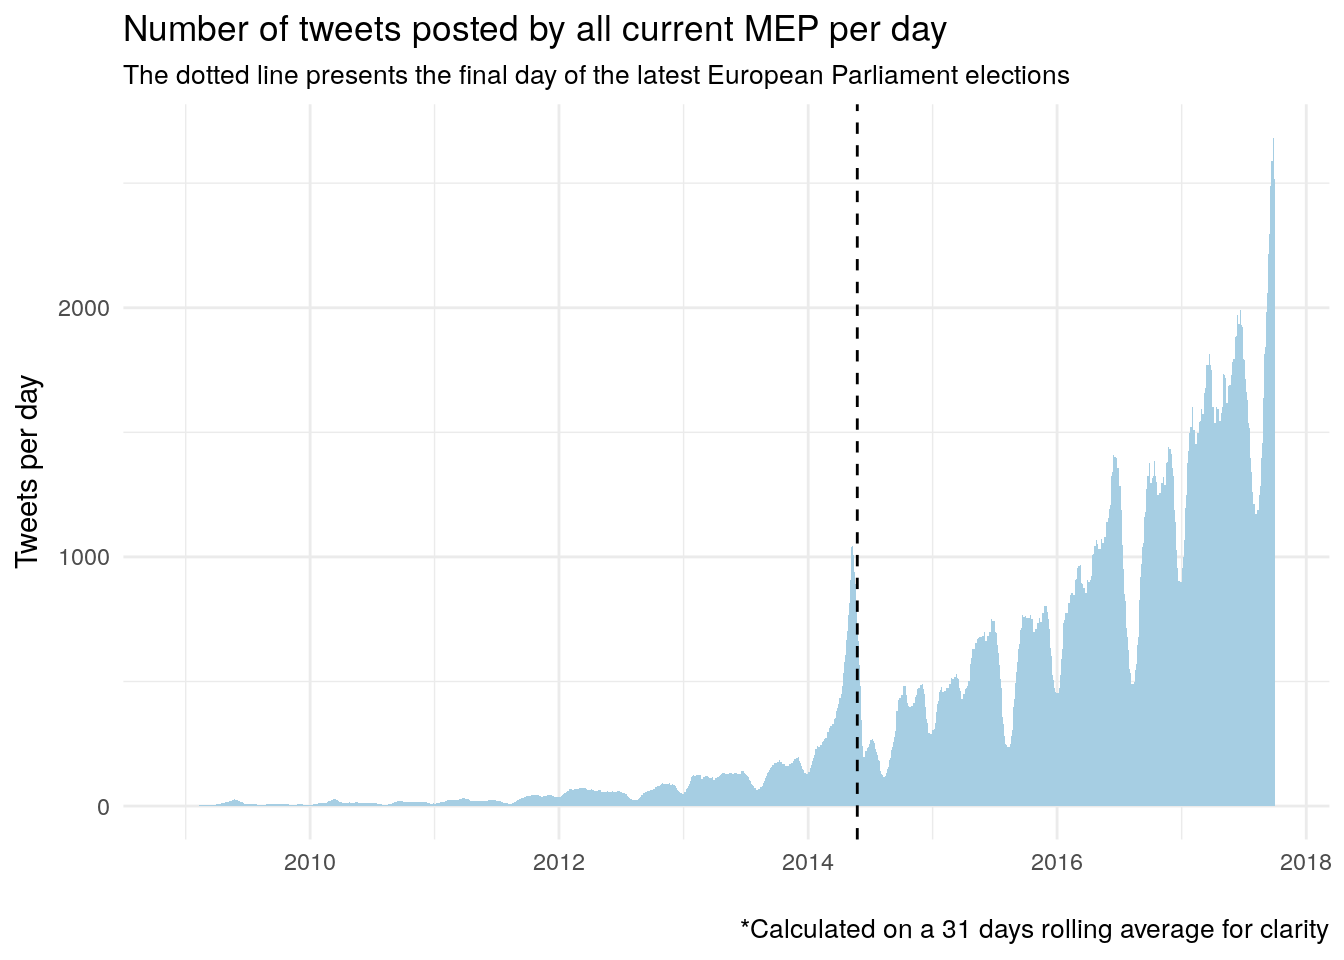 Number of tweets posted by all current MEP per day
The dotted line presents the final day of the latest European Parliament elections
Tweets per day
2000
1000
0
2010 2012 2014 2016 2018
*Calculated on a 31 days rolling average for clarity